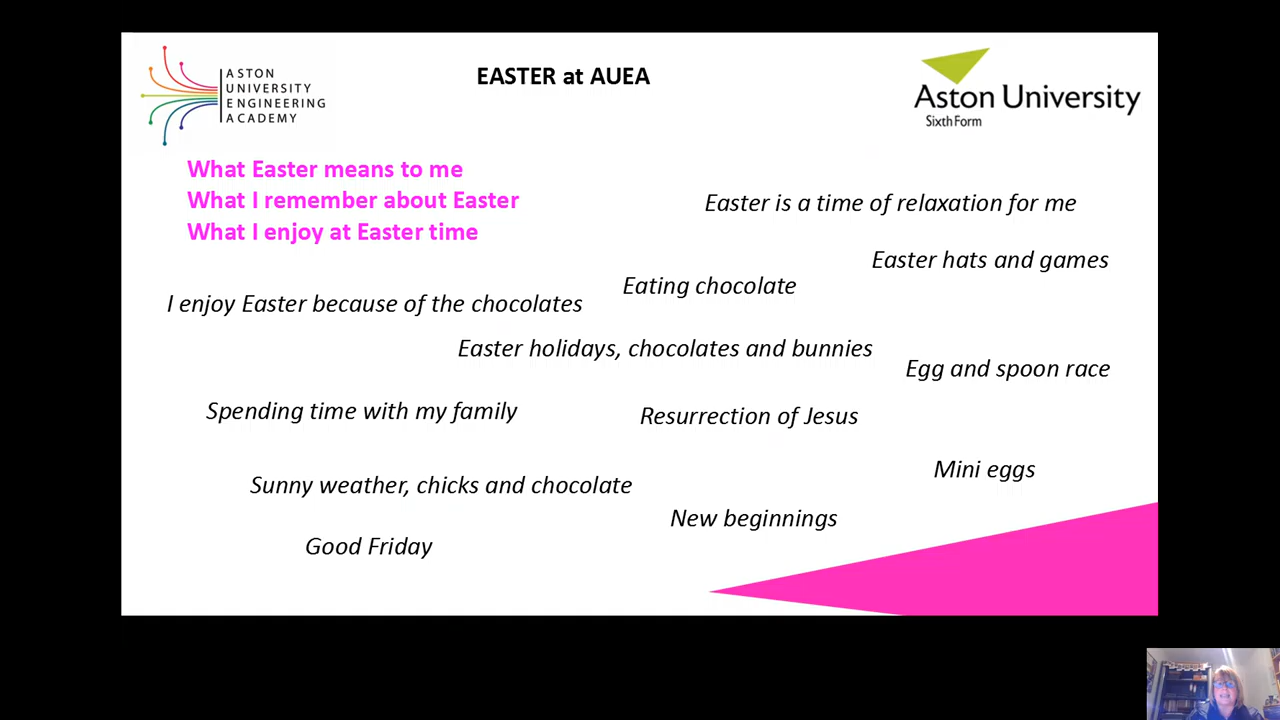 ASTON
UNIVERSITY
ENGINEERING
ACADEMY
EASTER at AUEA
Aston University
Sixth Form
What Easter means to me
What I remember about Easter
What I enjoy at Easter time
Easter is a time of relaxation for me
Easter hats and games
Eating chocolate
I enjoy Easter because of the chocolates
Easter holidays, chocolates and bunnies
Egg and spoon race
Spending time with my family
Resurrection of Jesus
Mini eggs
Sunny weather, chicks and chocolate
New beginnings
Good Friday